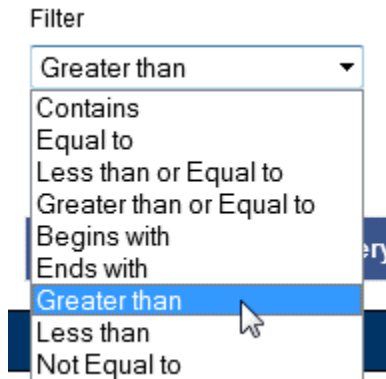 Filter
Greater than
Contains
Equal to
Less than or Equal to
Greater than or Equal to
Begins with
Ends with
Greater than
Less than
Not Equal to